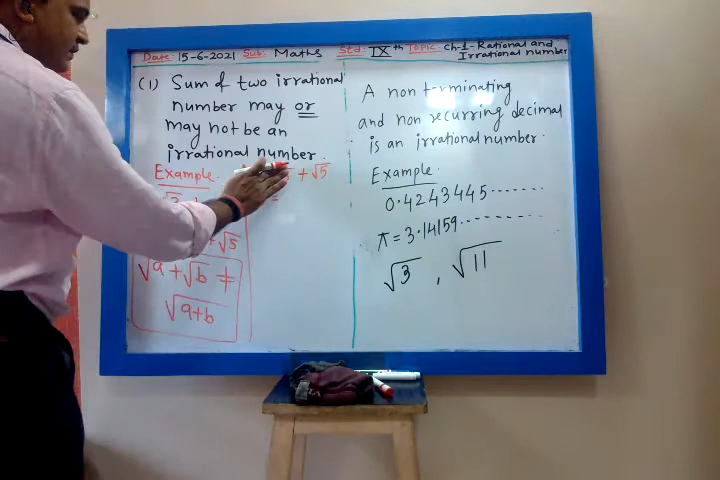 Date: 15-6-2021 Sub: Maths Std: IXth Topic: Ch-1-Rational and
Irrational number
(1) Sum of two irrational
number may or
may not be an
irrational number.
Example
+ √5
=
√5
√a + √b ≠
√a+b
A non terminating
and non recurring decimal
is an irrational number.
Example
0.4243445.......
π = 3.14159.........
√3 , √11